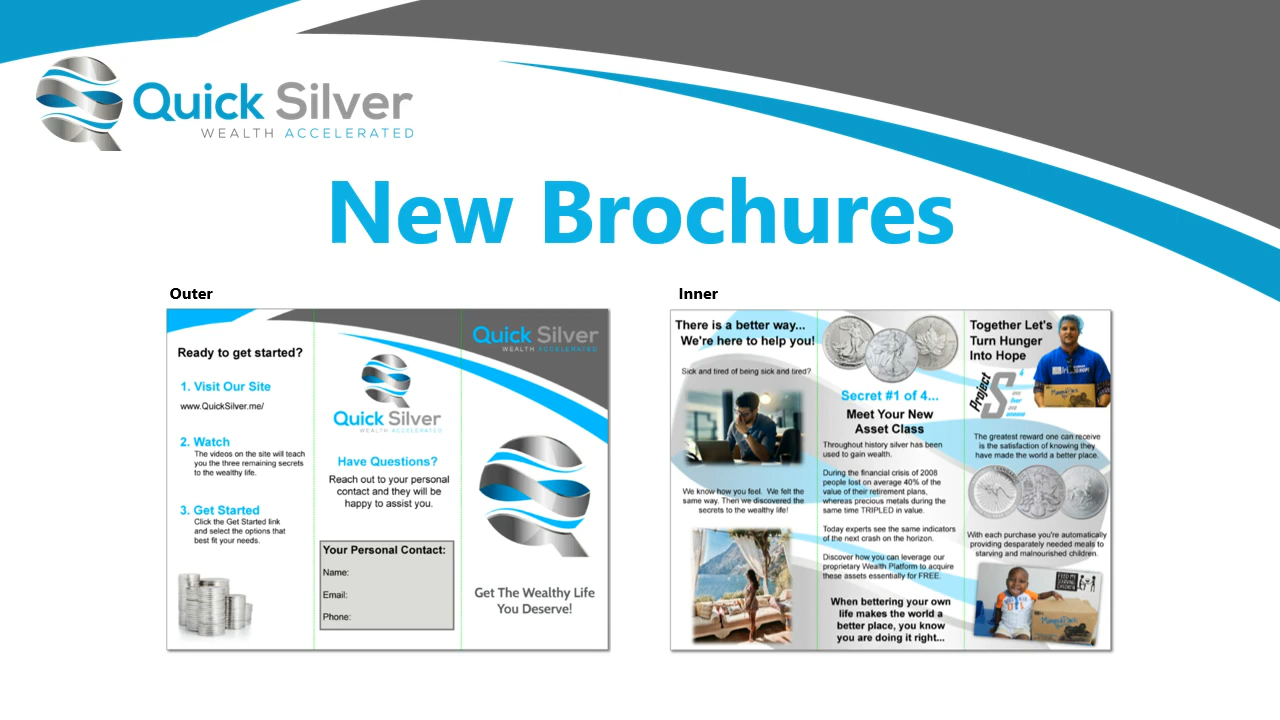 Quick Silver
WEALTH ACCELERATED
New Brochures
Outer
Ready to get started?
1. Visit Our Site
www.QuickSilver.me/
2. Watch
The videos on the site will teach
you the three remaining secrets
to the wealthy life.
3. Get Started
Click the Get Started link
and select the options that
best fit your needs.
Quick Silver
WEALTH ACCELERATED
Have Questions?
Reach out to your personal
contact and they will be
happy to assist you.
Your Personal Contact:
Name:
Email:
Phone:
Quick Silver
WEALTH ACCELERATED
Get The Wealthy Life
You Deserve!
Inner
There is a better way...
We're here to help you!
Sick and tired of being sick and tired?
We know how you feel. We felt the
same way. Then we discovered the
secrets to the wealthy life!
Secret #1 of 4...
Meet Your New
Asset Class
Throughout history silver has been
used to gain wealth.
During the financial crisis of 2008
people lost on average 40% of the
value of their retirement plans,
whereas precious metals during the
same time TRIPLED in value.
Today experts see the same indicators
of the next crash on the horizon.
Discover how you can leverage our
proprietary Wealth Platform to acquire
these assets essentially for FREE.
When bettering your own
life makes the world a
better place, you know
you are doing it right...
Together Let's
Turn Hunger
Into Hope
Project
S
4
The greatest reward one can receive
is the satisfaction of knowing they
have made the world a better place.
With each purchase you're automatically
providing desparately needed meals to
starving and malnourished children.
FEED MY
STARVING
CHILDREN